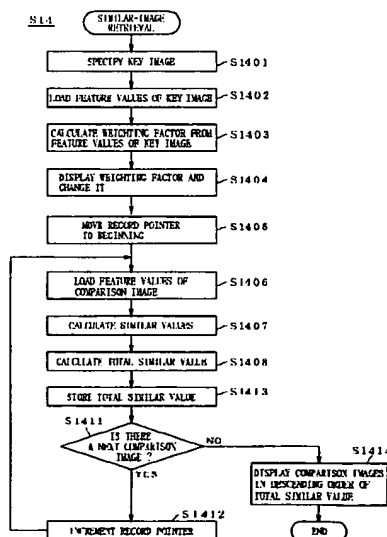 S14
SIMILAR-IMAGE
RETRIEVAL
SPECIFY KEY IMAGE
S1401
LOAD FEATURE VALUES OF KEY IMAGE
S1402
CALCULATE WEIGHTING FACTOR FROM
FEATURE VALUES OF KEY IMAGE
S1403
DISPLAY WEIGHTING FACTOR AND
CHANGE IT
S1404
MOVE RECORD POINTER
TO BEGINNING
S1405
LOAD FEATURE VALUES OF
COMPARISON IMAGE
S1406
CALCULATE SIMILAR VALUES
S1407
CALCULATE TOTAL SIMILAR VALUE
S1408
STORE TOTAL SIMILAR VALUE
S1413
S1411
IS THERE
A NEXT COMPARISON
IMAGE ?
NO
YES
S1414
DISPLAY COMPARISON IMAGES
IN DESCENDING ORDER OF
TOTAL SIMILAR VALUE
S1412
INCREMENT RECORD POINTER
END